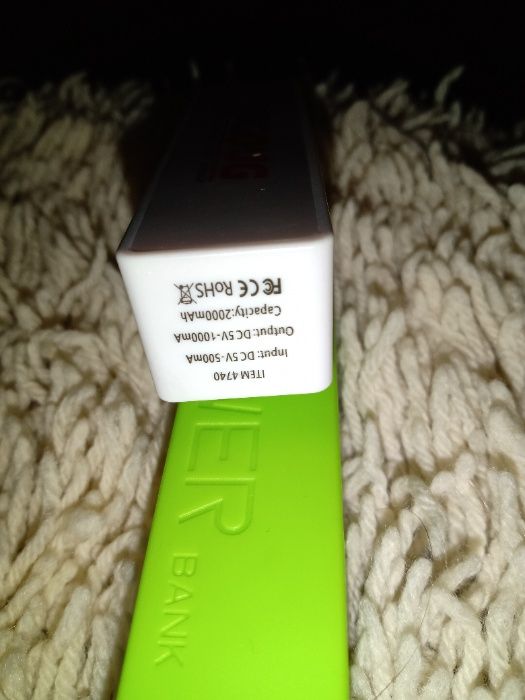 ITEM 4740
Input: DC 5V-500mA
Output: DC 5V-1000mA
Capacity:2000mAh
FC CE RoHS
WER
BANK